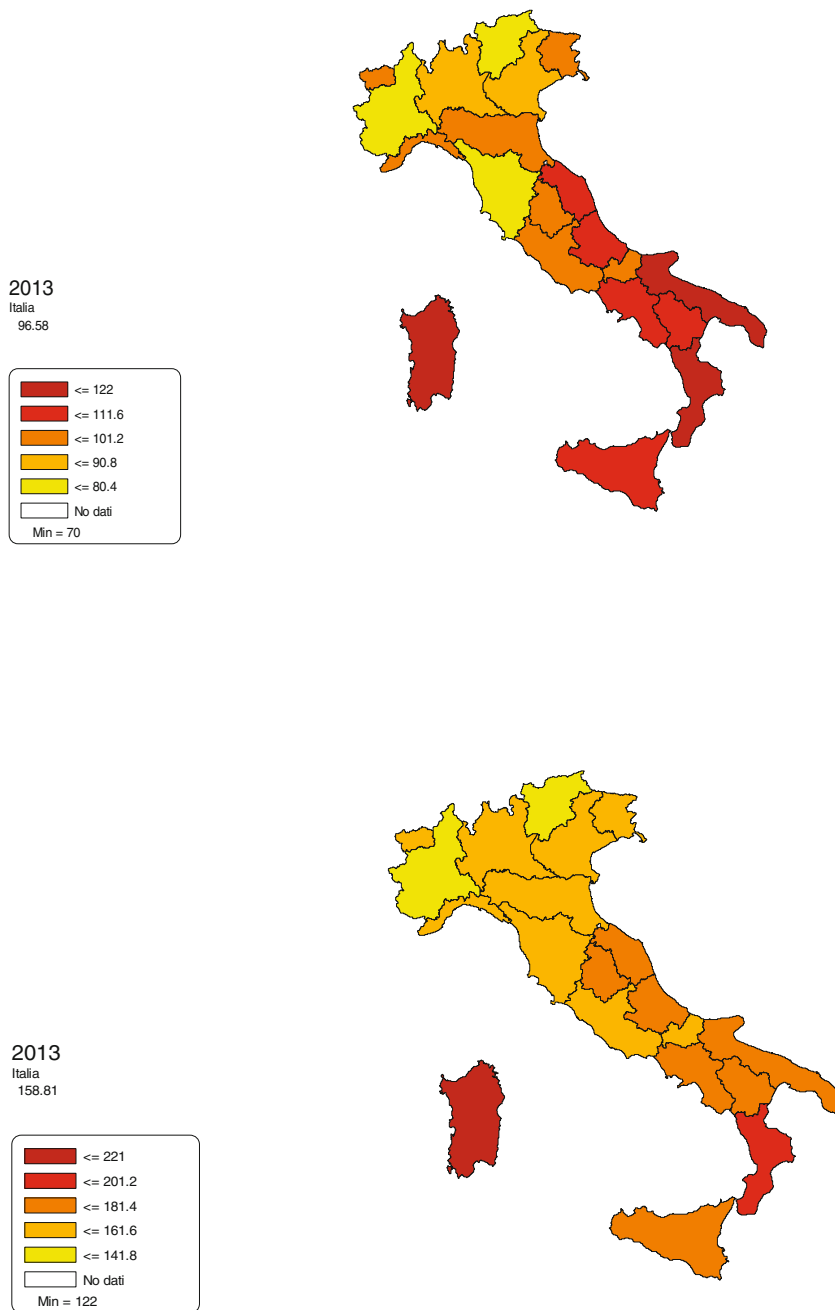 2013
Italia
96.58
<= 122
<= 111.6
<= 101.2
<= 90.8
<= 80.4
No dati
Min = 70
2013
Italia
158.81
<= 221
<= 201.2
<= 181.4
<= 161.6
<= 141.8
No dati
Min = 122